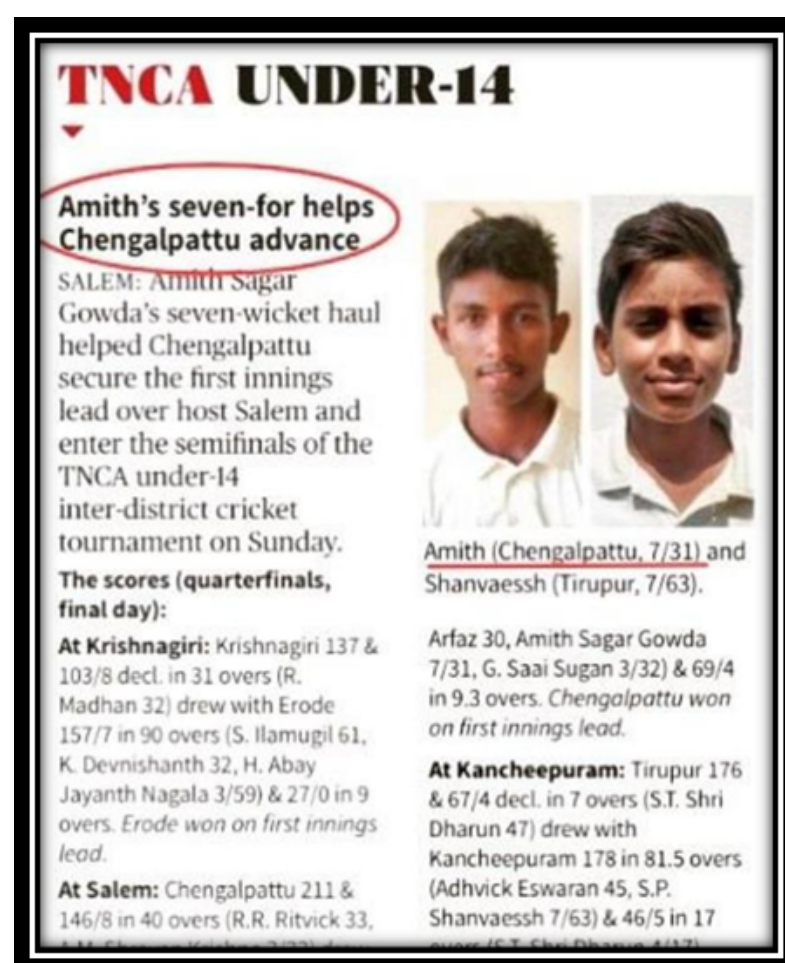 TNCA UNDER-14
Amith's seven-for helps
Chengalpattu advance
SALEM: Amith Sagar
Gowda's seven-wicket haul
helped Chengalpattu
secure the first innings
lead over host Salem and
enter the semifinals of the
TNCA under-14
inter-district cricket
tournament on Sunday.
The scores (quarterfinals,
final day):
At Krishnagiri: Krishnagiri 137 &
103/8 decl. in 31 overs (R.
Madhan 32) drew with Erode
157/7 in 90 overs (S. Ilamugil 61,
K. Devnishanth 32, H. Abay
Jayanth Nagala 3/59) & 27/0 in 9
overs. Erode won on first innings
lead.
At Salem: Chengalpattu 211 &
146/8 in 40 overs (R.R. Ritvick 33,
Amith (Chengalpattu, 7/31) and
Shanvaessh (Tirupur, 7/63).
Arfaz 30, Amith Sagar Gowda
7/31, G. Saai Sugan 3/32) & 69/4
in 9.3 overs. Chengalpattu won
on first innings lead.
At Kancheepuram: Tirupur 176
& 67/4 decl. in 7 overs (S.T. Shri
Dharun 47) drew with
Kancheepuram 178 in 81.5 overs
(Adhvick Eswaran 45, S.P.
Shanvaessh 7/63) & 46/5 in 17
overs (S.T. Shri Dharun 4/17)